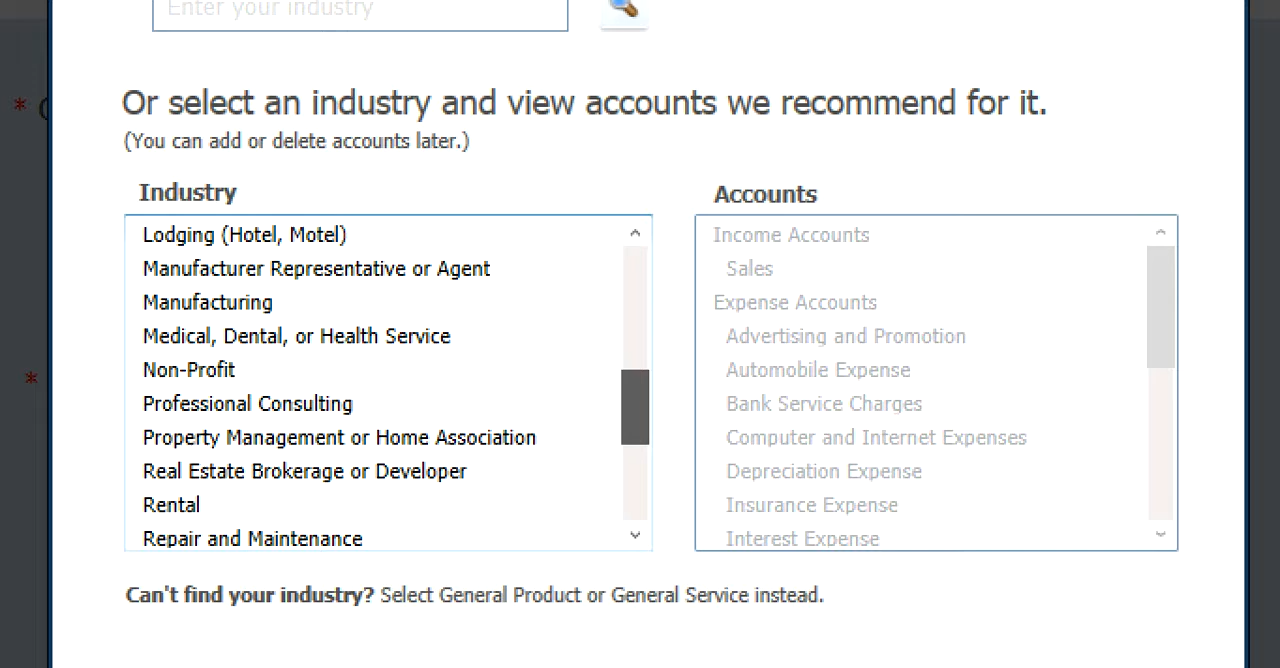 Enter your industry
Or select an industry and view accounts we recommend for it.
(You can add or delete accounts later.)
Industry
Lodging (Hotel, Motel)
Manufacturer Representative or Agent
Manufacturing
Medical, Dental, or Health Service
Non-Profit
Professional Consulting
Property Management or Home Association
Real Estate Brokerage or Developer
Rental
Repair and Maintenance
Accounts
Income Accounts
Sales
Expense Accounts
Advertising and Promotion
Automobile Expense
Bank Service Charges
Computer and Internet Expenses
Depreciation Expense
Insurance Expense
Interest Expense
Can't find your industry? Select General Product or General Service instead.